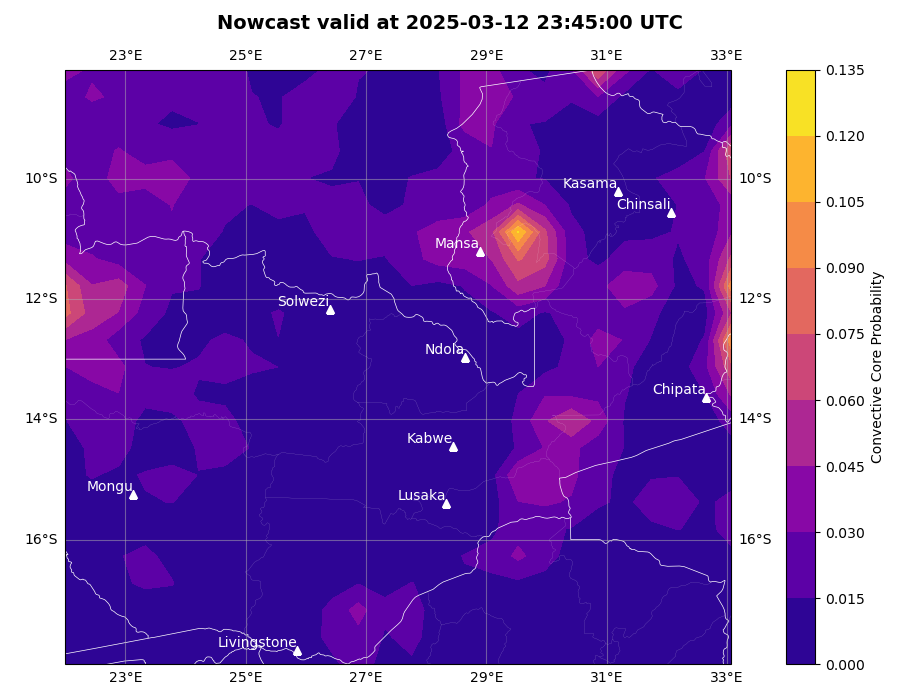 Nowcast valid at 2025-03-12 23:45:00 UTC
23°E 25°E 27°E 29°E 31°E 33°E
0.135
0.120
10°S 10°S
Kasama
Chinsali
0.105
Mansa
0.090
12°S 12°S
Solwezi
0.075
Ndola
Chipata
0.060
14°S 14°S
Kabwe
0.045
Mongu
Lusaka
0.030
16°S 16°S
0.015
Livingstone
0.000
23°E 25°E 27°E 29°E 31°E 33°E
Convective Core Probability